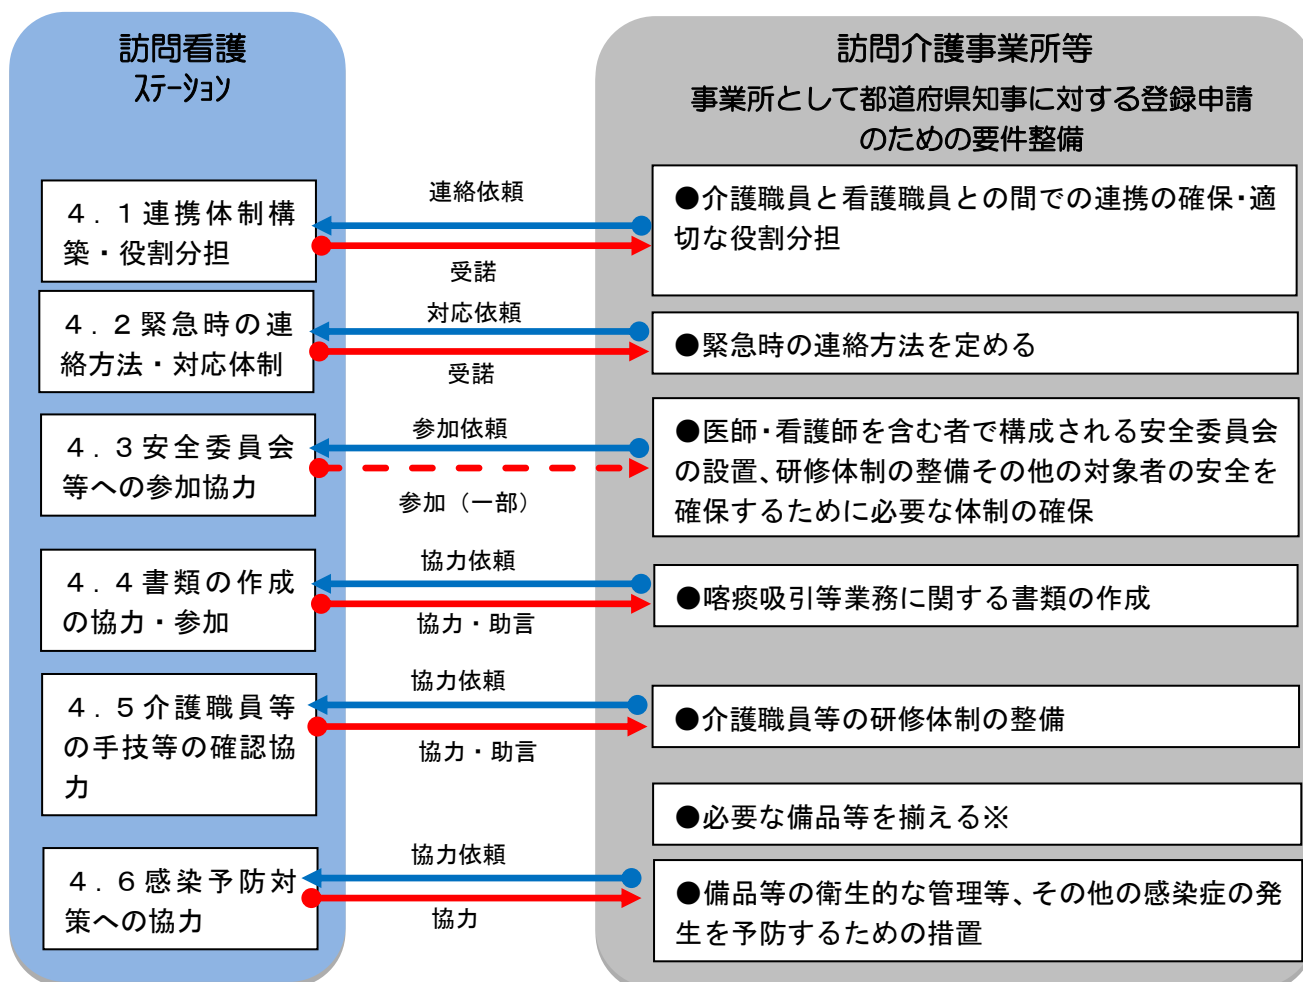 訪問看護
ステーション
訪問介護事業所等
事業所として都道府県知事に対する登録申請
のための要件整備
4.1連携体制構
築・役割分担
連絡依頼
受諾
●介護職員と看護職員との間での連携の確保・適
切な役割分担
4.2緊急時の連
絡方法・対応体制
対応依頼
受諾
●緊急時の連絡方法を定める
4.3安全委員会
等への参加協力
参加依頼
参加（一部）
●医師・看護師を含む者で構成される安全委員会
の設置、研修体制の整備その他の対象者の安全を
確保するために必要な体制の確保
4.4書類の作成
の協力・参加
協力依頼
協力・助言
●喀痰吸引等業務に関する書類の作成
4.5介護職員等
の手技等の確認協
力
協力依頼
協力・助言
●介護職員等の研修体制の整備
●必要な備品等を揃える※
4.6感染予防対
策への協力
協力依頼
協力
●備品等の衛生的な管理等、その他の感染症の発
生を予防するための措置